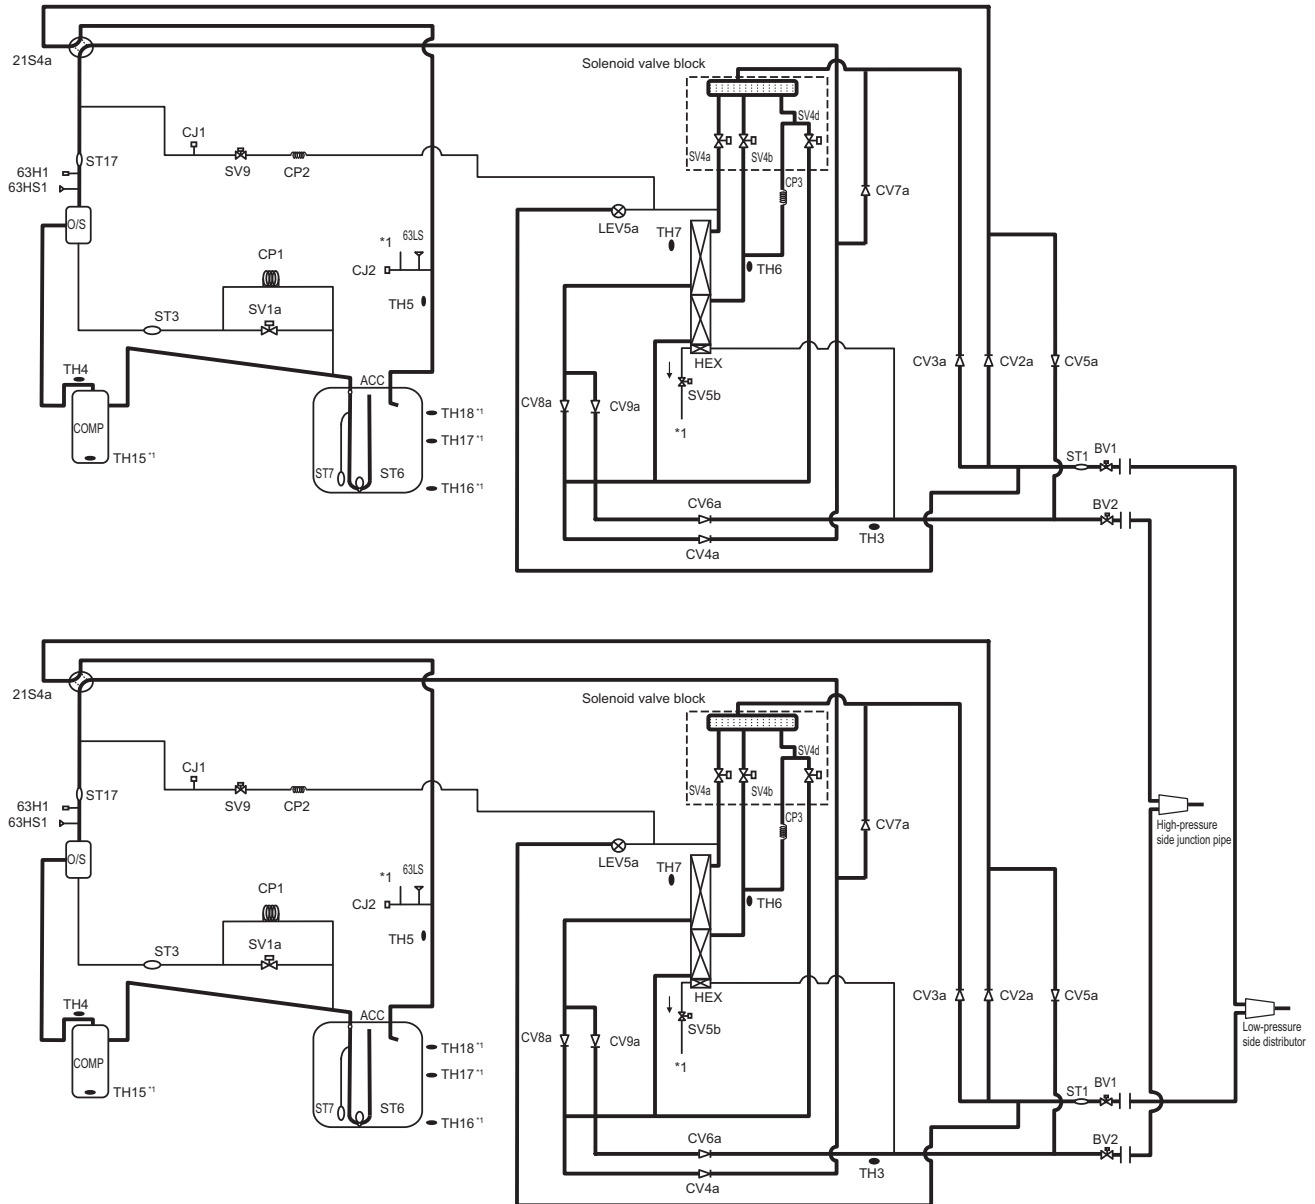 21S4a
Solenoid valve block
SV4d
CJ1
ST17
SV4a
SV4b
SV9
CP2
63H1
63HS1
CP3
CV7a
O/S
LEV5a
TH7
*1
63LS
CP1
CJ2
TH6
TH5
SV1a
ST3
CV3a
CV2a
CV5a
HEX
TH4
ACC
SV5b
CV8a
CV9a
TH18*1
COMP
*1
TH17*1
BV1
ST1
TH15*1
ST7
ST6
TH16*1
CV6a
BV2
TH3
CV4a
21S4a
Solenoid valve block
SV4d
CJ1
ST17
SV4a
SV4b
SV9
CP2
63H1
63HS1
CP3
CV7a
High-pressure
side junction pipe
O/S
LEV5a
TH7
*1
63LS
CP1
CJ2
TH6
TH5
SV1a
ST3
CV3a
CV2a
CV5a
HEX
TH4
ACC
SV5b
Low-pressure
side distributor
CV8a
CV9a
TH18*1
COMP
*1
TH17*1
BV1
ST1
TH15*1
ST7
ST6
TH16*1
CV6a
BV2
TH3
CV4a